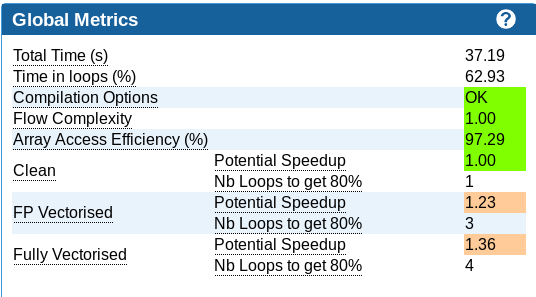 Global Metrics ?
Total Time (s) 37.19
Time in loops (%) 62.93
Compilation Options OK
Flow Complexity 1.00
Array Access Efficiency (%) 97.29
Clean Potential Speedup 1.00
Nb Loops to get 80% 1
FP Vectorised Potential Speedup 1.23
Nb Loops to get 80% 3
Fully Vectorised Potential Speedup 1.36
Nb Loops to get 80% 4